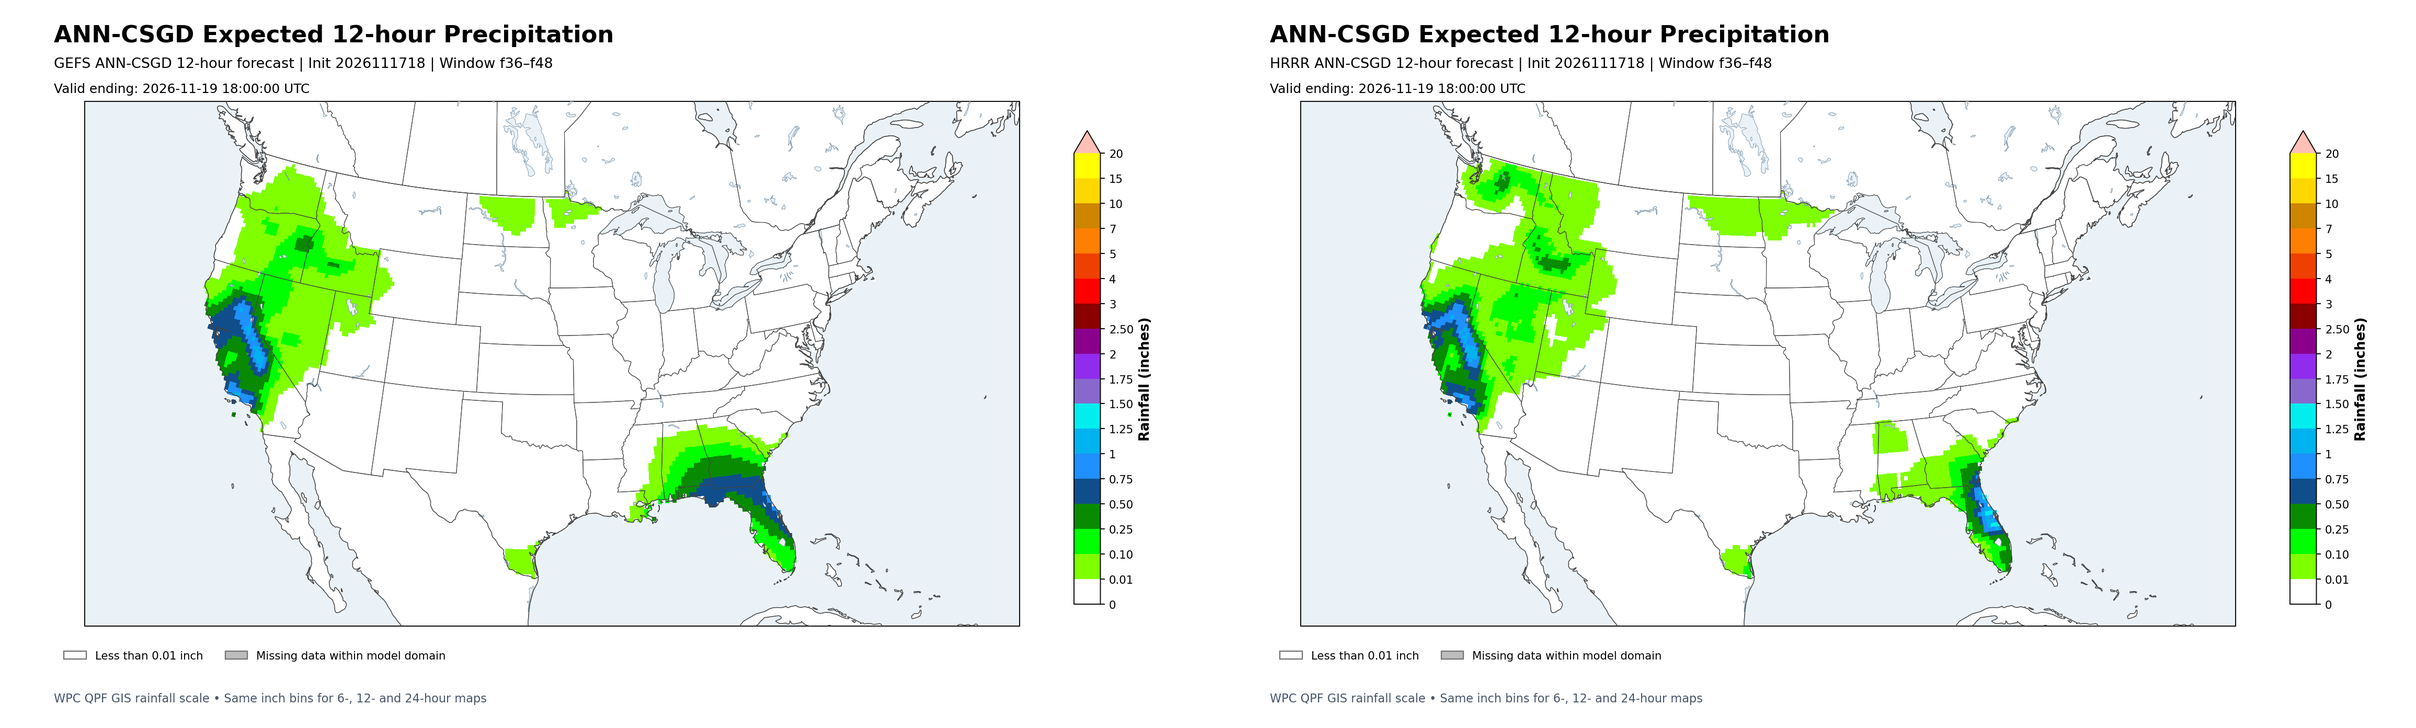 ANN-CSGD Expected 12-hour Precipitation
GEFS ANN-CSGD 12-hour forecast | Init 2026111718 | Window f36–f48
Valid ending: 2026-11-19 18:00:00 UTC
20
15
10
7
5
4
3
2.50
2
1.75
1.50
1.25
1
0.75
0.50
0.25
0.10
0.01
0
Rainfall (inches)
Less than 0.01 inch
Missing data within model domain
WPC QPF GIS rainfall scale • Same inch bins for 6-, 12- and 24-hour maps
ANN-CSGD Expected 12-hour Precipitation
HRRR ANN-CSGD 12-hour forecast | Init 2026111718 | Window f36–f48
Valid ending: 2026-11-19 18:00:00 UTC
20
15
10
7
5
4
3
2.50
2
1.75
1.50
1.25
1
0.75
0.50
0.25
0.10
0.01
0
Rainfall (inches)
Less than 0.01 inch
Missing data within model domain
WPC QPF GIS rainfall scale • Same inch bins for 6-, 12- and 24-hour maps